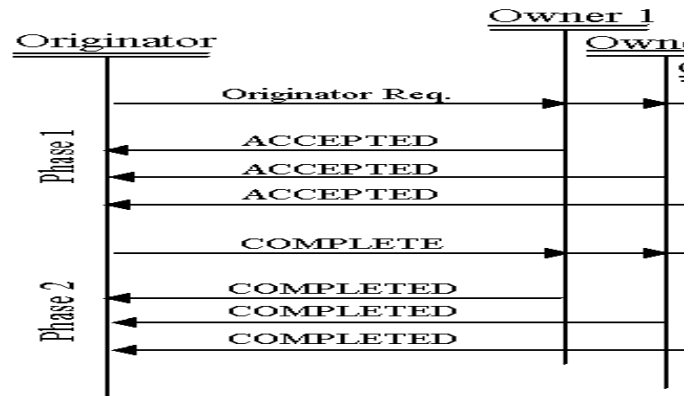 Owner 1
Originator
Originator Req.
Phase 1
ACCEPTED
ACCEPTED
ACCEPTED
COMPLETE
Phase 2
COMPLETED
COMPLETED
COMPLETED